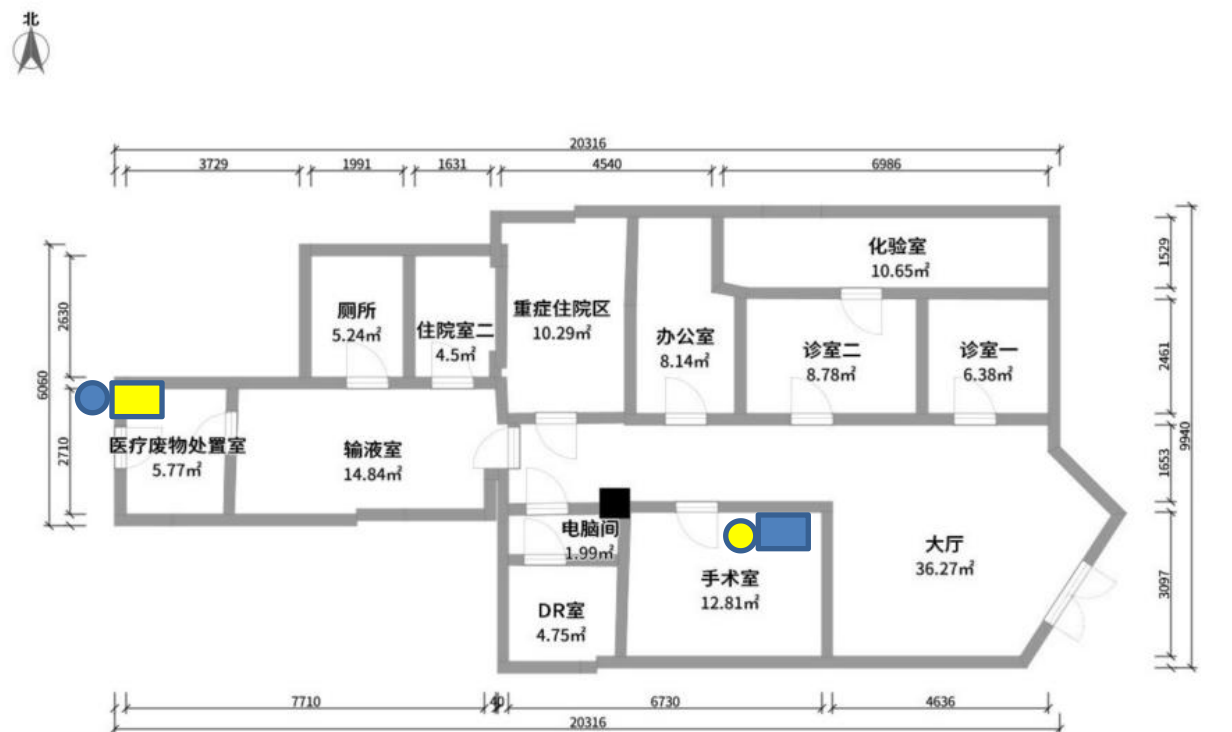 北
20316
3729
1991
1631
4540
6986
化验室
10.65㎡
1529
厕所
5.24㎡
住院室二
4.5㎡
重症住院区
10.29㎡
办公室
8.14㎡
诊室二
8.78㎡
诊室一
6.38㎡
2630
2461
6060
医疗废物处置室
5.77㎡
输液室
14.84㎡
2710
1653
9940
电脑间
1.99㎡
手术室
12.81㎡
大厅
36.27㎡
DR室
4.75㎡
3097
7710
40
6730
4636
20316